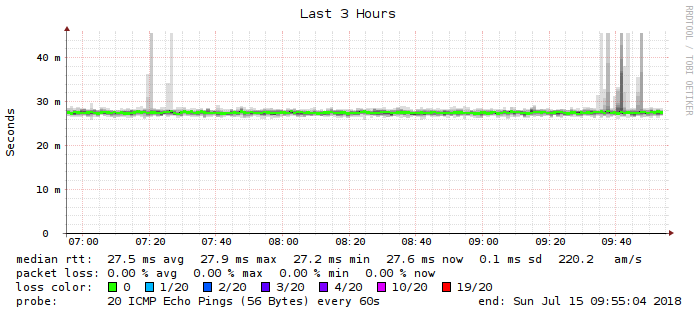 Last 3 Hours
RRDTOOL / TOBI OETIKER
Seconds
40 m
30 m
20 m
10 m
0
07:00 07:20 07:40 08:00 08:20 08:40 09:00 09:20 09:40
median rtt: 27.5 ms avg 27.9 ms max 27.2 ms min 27.6 ms now 0.1 ms sd 220.2 am/s
packet loss: 0.00 % avg 0.00 % max 0.00 % min 0.00 % now
loss color: 0 1/20 2/20 3/20 4/20 10/20 19/20
probe: 20 ICMP Echo Pings (56 Bytes) every 60s end: Sun Jul 15 09:55:04 2018